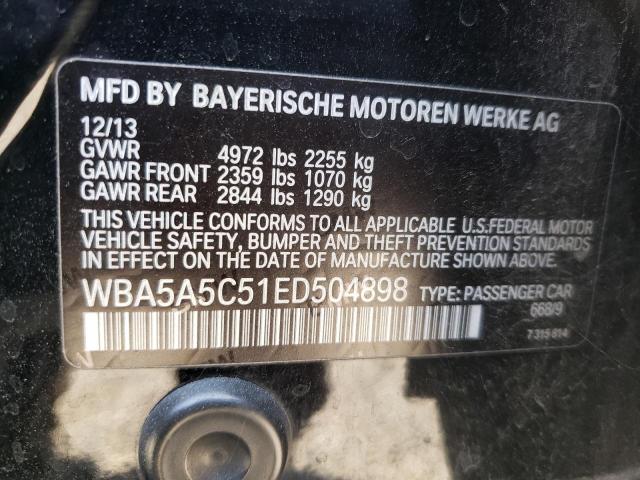 MFD BY BAYERISCHE MOTOREN WERKE AG
12/13
GVWR 4972 lbs 2255 kg
GAWR FRONT 2359 lbs 1070 kg
GAWR REAR 2844 lbs 1290 kg
THIS VEHICLE CONFORMS TO ALL APPLICABLE U.S.FEDERAL MOTOR
VEHICLE SAFETY, BUMPER AND THEFT PREVENTION STANDARDS
IN EFFECT ON THE DATE OF MANUFACTURE SHOWN ABOVE.
WBA5A5C51ED504898 TYPE: PASSENGER CAR
668/9
7 315 614